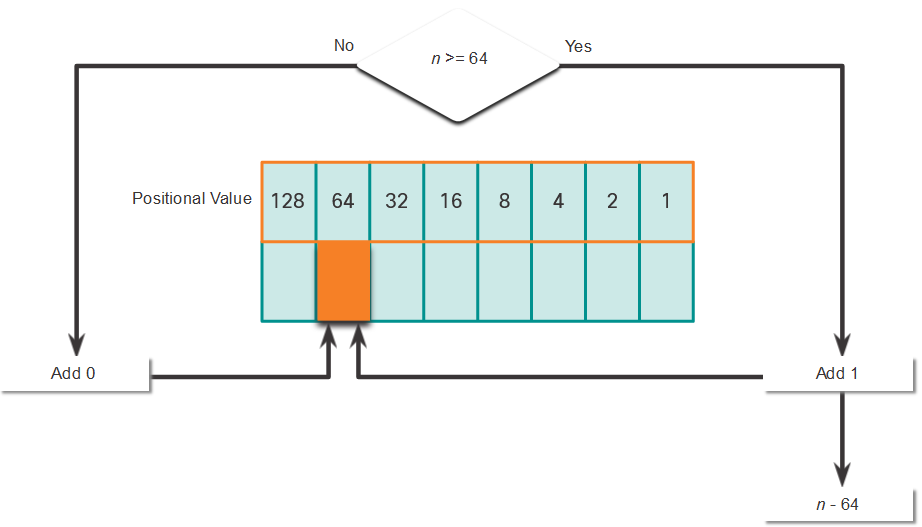 No
n >= 64
Yes
Positional Value
128 64 32 16 8 4 2 1
Add 0
Add 1
n - 64